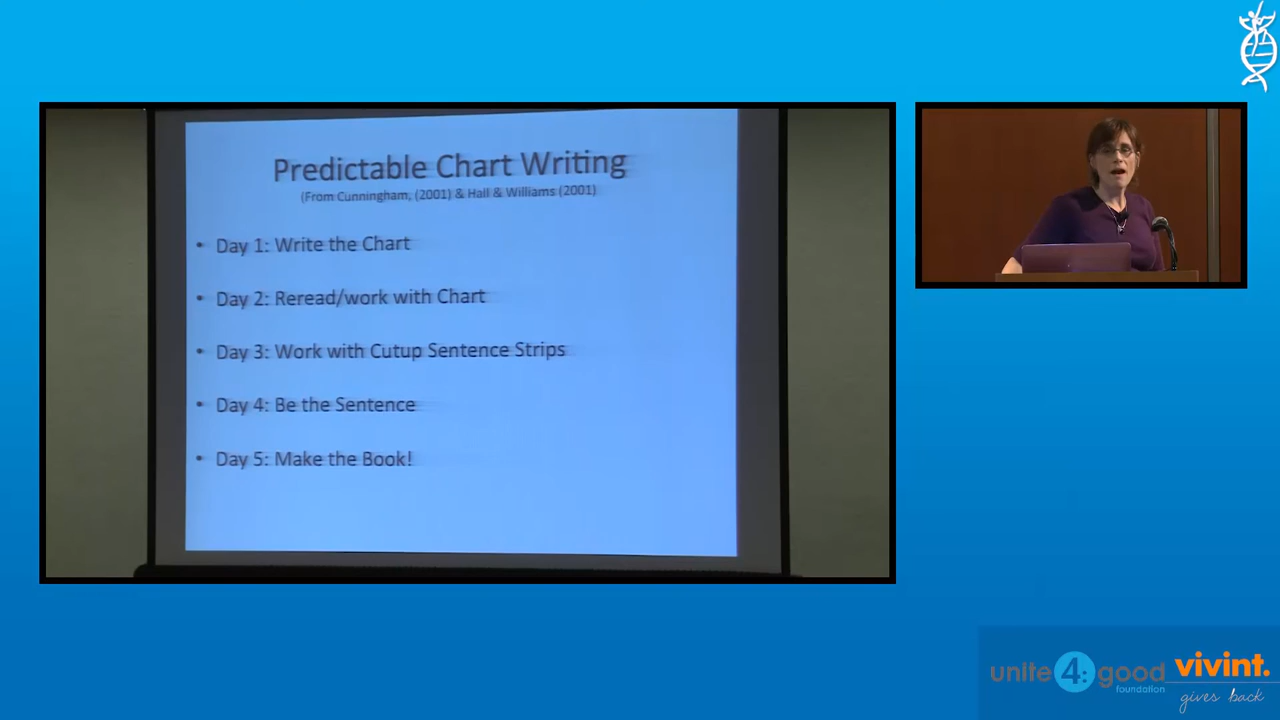 Predictable Chart Writing
(From Cunningham, (2001) & Hall & Williams (2001)
• Day 1: Write the Chart
• Day 2: Reread/work with Chart
• Day 3: Work with Cutup Sentence Strips
• Day 4: Be the Sentence
• Day 5: Make the Book!
unite 4: good
foundation
vivint.
gives back